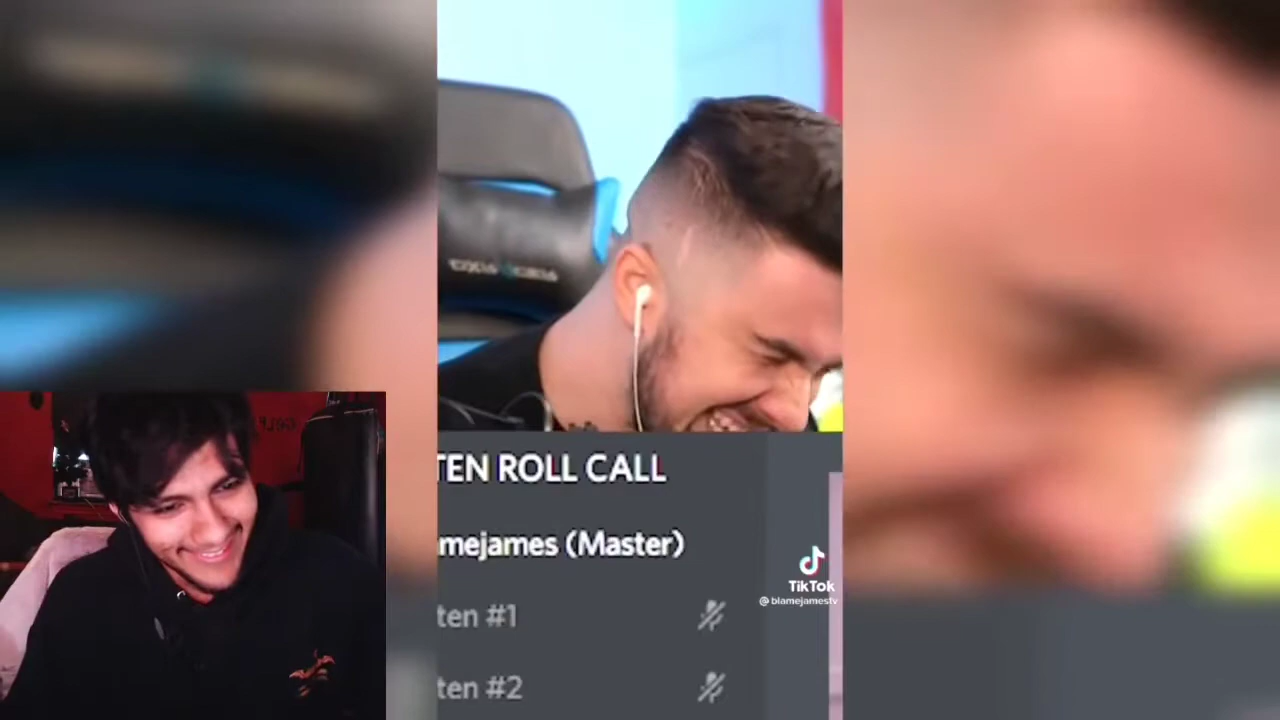 TEN ROLL CALL
mejames (Master)
ten #1
ten #2
TikTok
@blamejamestv